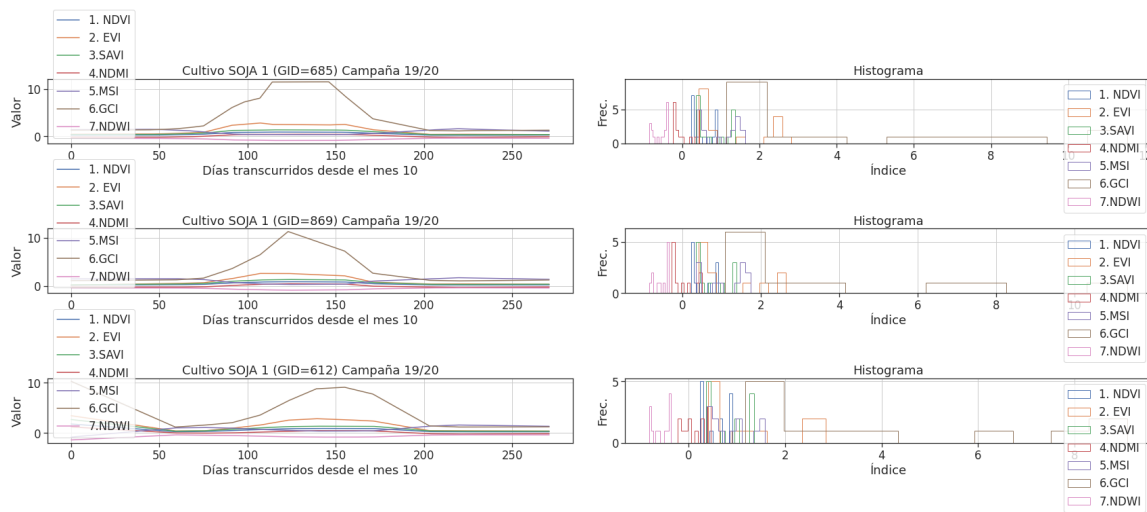 1. NDVI
2. EVI
3.SAVI
4.NDMI
5.MSI
6.GCI
7.NDWI
Cultivo SOJA 1 (GID=685) Campaña 19/20
Valor
10
0
0 50 100 150 200 250
Días transcurridos desde el mes 10
Histograma
Frec.
5
0
0 2 4 6 8 10 12
Índice
1. NDVI
2. EVI
3.SAVI
4.NDMI
5.MSI
6.GCI
7.NDWI
1. NDVI
2. EVI
3.SAVI
4.NDMI
5.MSI
6.GCI
7.NDWI
Cultivo SOJA 1 (GID=869) Campaña 19/20
Valor
10
0
0 50 100 150 200 250
Días transcurridos desde el mes 10
Histograma
Frec.
5
0
0 2 4 6 8 10
Índice
1. NDVI
2. EVI
3.SAVI
4.NDMI
5.MSI
6.GCI
7.NDWI
1. NDVI
2. EVI
3.SAVI
4.NDMI
5.MSI
6.GCI
7.NDWI
Cultivo SOJA 1 (GID=612) Campaña 19/20
Valor
10
0
0 50 100 150 200 250
Días transcurridos desde el mes 10
Histograma
Frec.
5
0
0 2 4 6 8
Índice
1. NDVI
2. EVI
3.SAVI
4.NDMI
5.MSI
6.GCI
7.NDWI